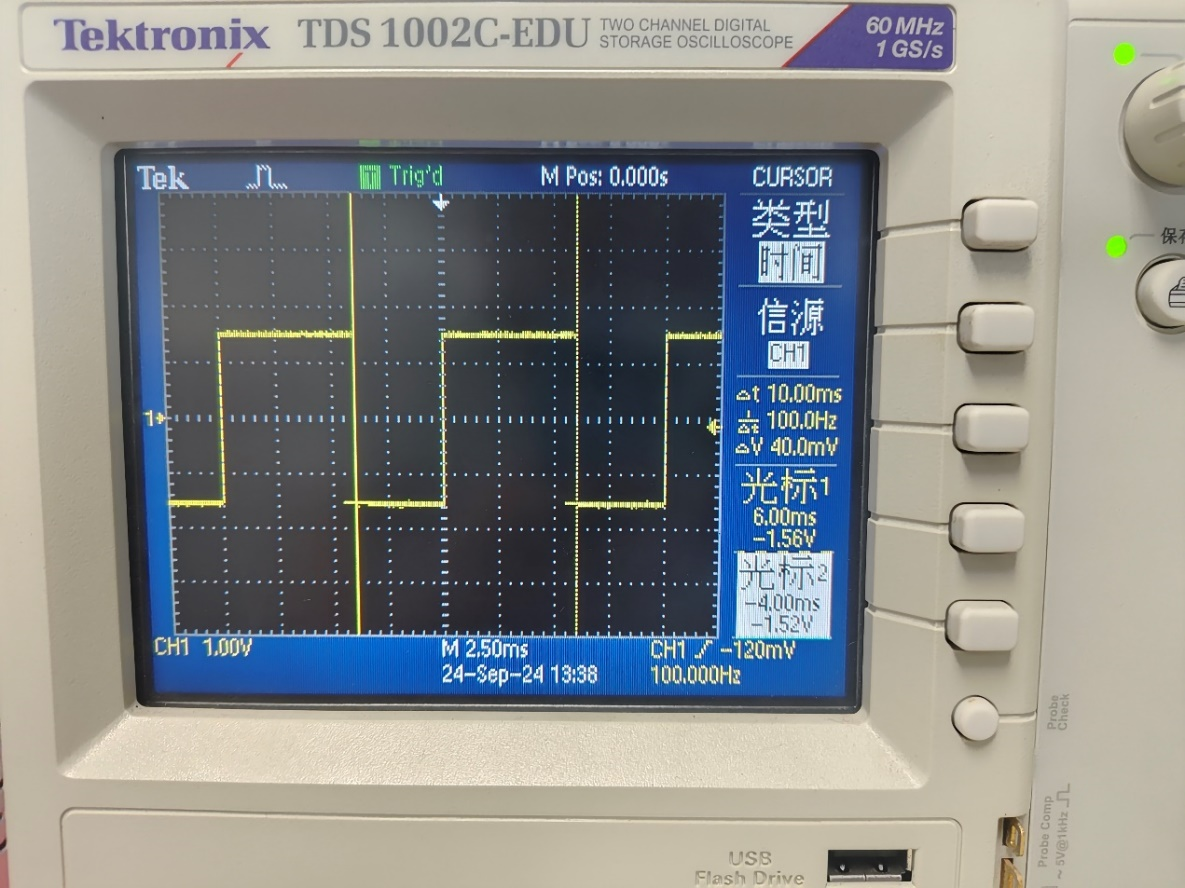 Tektronix TDS 1002C-EDU TWO CHANNEL DIGITAL STORAGE OSCILLOSCOPE
60 MHz
1 GS/s
Tek T Trig'd M Pos: 0.000s CURSOR
类型
时间
信源
CH1
△t 10.00ms
1/△t 100.0Hz
△V 40.0mV
光标1
6.00ms
-1.56V
光标2
-4.00ms
-1.52V
1
CH1 1.00V M 2.50ms CH1 -120mV
24-Sep-24 13:38 100.000Hz
保存
Probe Check
Probe Comp
~5V@1kHz
USB
Flash Drive